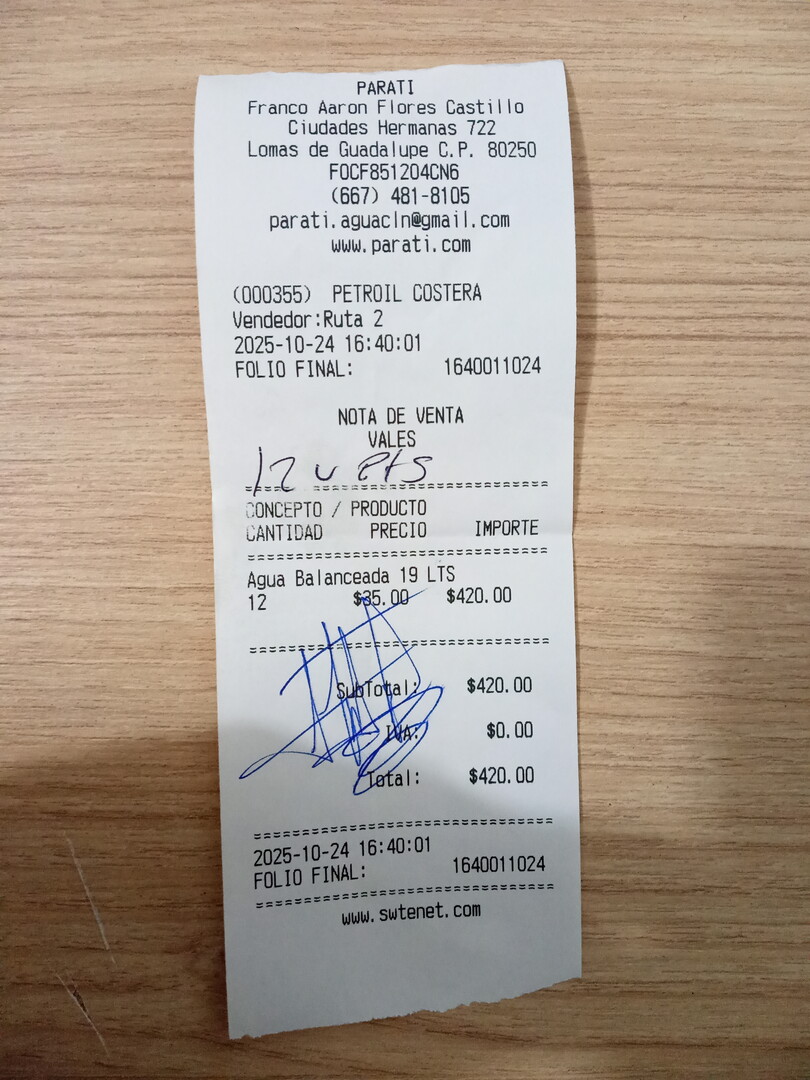 PARATI
Franco Aaron Flores Castillo
Ciudades Hermanas 722
Lomas de Guadalupe C.P. 80250
FOCF851204CN6
(667) 481-8105
parati.aguacln@gmail.com
www.parati.com
(000355) PETROIL COSTERA
Vendedor:Ruta 2
2025-10-24 16:40:01
FOLIO FINAL: 1640011024
NOTA DE VENTA
VALES
12
CONCEPTO / PRODUCTO
CANTIDAD PRECIO IMPORTE
Agua Balanceada 19 LTS
12 $35.00 $420.00
SubTotal: $420.00
IVA: $0.00
Total: $420.00
2025-10-24 16:40:01
FOLIO FINAL: 1640011024
www.swtenet.com